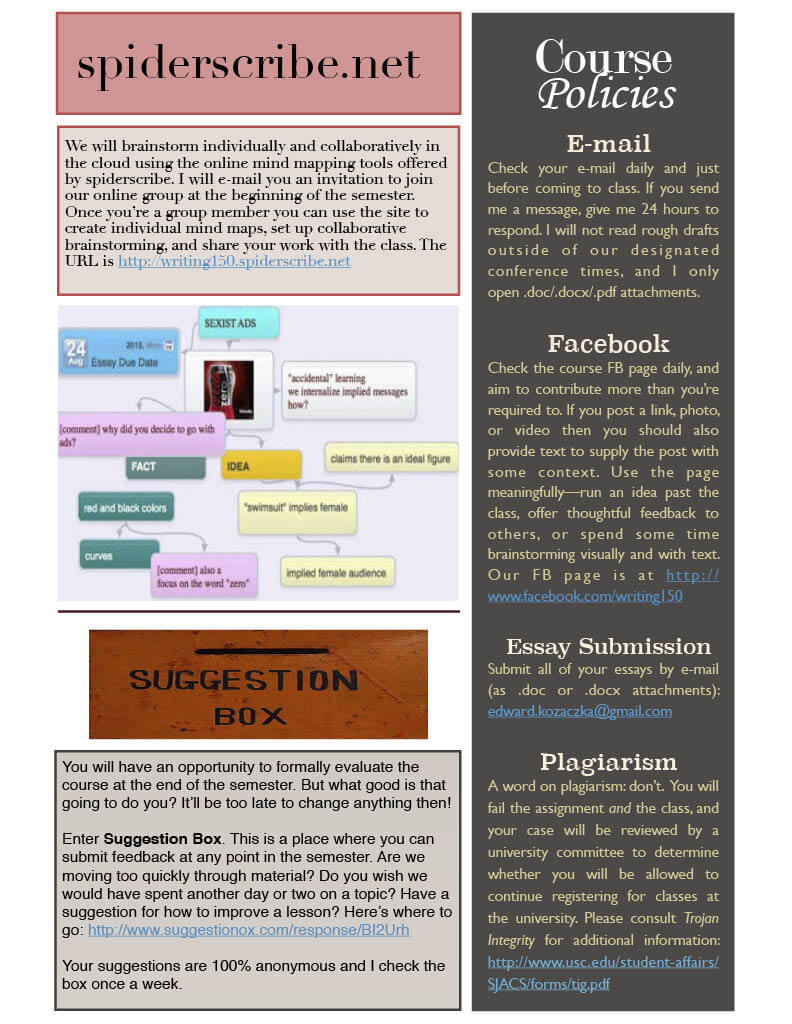 spiderscribe.net
We will brainstorm individually and collaboratively in
the cloud using the online mind mapping tools offered
by spiderscribe. I will e-mail you an invitation to join
our online group at the beginning of the semester.
Once you're a group member you can use the site to
create individual mind maps, set up collaborative
brainstorming, and share your work with the class. The
URL is http://writing150.spiderscribe.net
SEXIST ADS
24
Aug
2015, Mon
Essay Due Date
zero
"accidental" learning
we internalize implied messages
how?
[comment] why did you decide to go with
ads?
FACT
IDEA
claims there is an ideal figure
red and black colors
"swimsuit" implies female
curves
[comment] also a
focus on the word "zero"
implied female audience
SUGGESTION
BOX
You will have an opportunity to formally evaluate the
course at the end of the semester. But what good is that
going to do you? It'll be too late to change anything then!
Enter Suggestion Box. This is a place where you can
submit feedback at any point in the semester. Are we
moving too quickly through material? Do you wish we
would have spent another day or two on a topic? Have a
suggestion for how to improve a lesson? Here's where to
go: http://www.suggestionox.com/response/BI2Urh
Your suggestions are 100% anonymous and I check the
box once a week.
Course
Policies
E-mail
Check your e-mail daily and just
before coming to class. If you send
me a message, give me 24 hours to
respond. I will not read rough drafts
outside of our designated
conference times, and I only
open .doc/.docx/.pdf attachments.
Facebook
Check the course FB page daily, and
aim to contribute more than you're
required to. If you post a link, photo,
or video then you should also
provide text to supply the post with
some context. Use the page
meaningfully—run an idea past the
class, offer thoughtful feedback to
others, or spend some time
brainstorming visually and with text.
Our FB page is at http://
www.facebook.com/writing150
Essay Submission
Submit all of your essays by e-mail
(as .doc or .docx attachments):
edward.kozaczka@gmail.com
Plagiarism
A word on plagiarism: don't. You will
fail the assignment and the class, and
your case will be reviewed by a
university committee to determine
whether you will be allowed to
continue registering for classes at
the university. Please consult Trojan
Integrity for additional information:
http://www.usc.edu/student-affairs/
SJACS/forms/tig.pdf